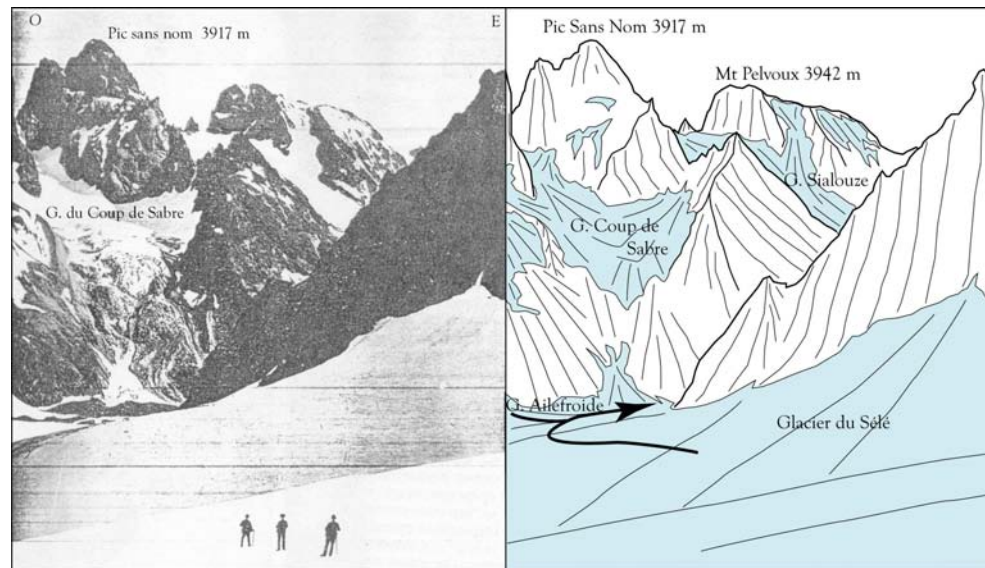 O
E
Pic sans nom 3917 m
G. du Coup de Sabre
Pic Sans Nom 3917 m
Mt Pelvoux 3942 m
G. Sialouze
G. Coup de
Sabre
G. Ailefroide
Glacier du Sélé